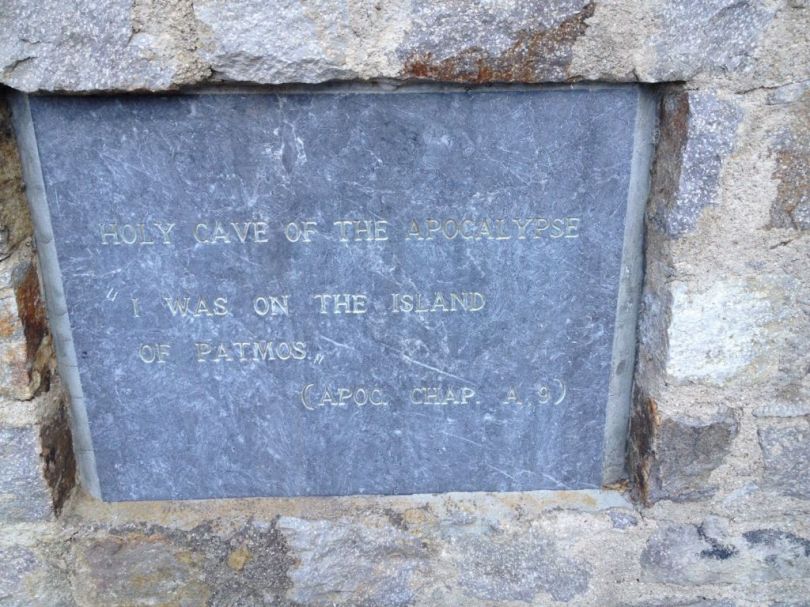 HOLY CAVE OF THE APOCALYPSE
" I WAS ON THE ISLAND
OF PATMOS.„
(APOC. CHAP. A 9)